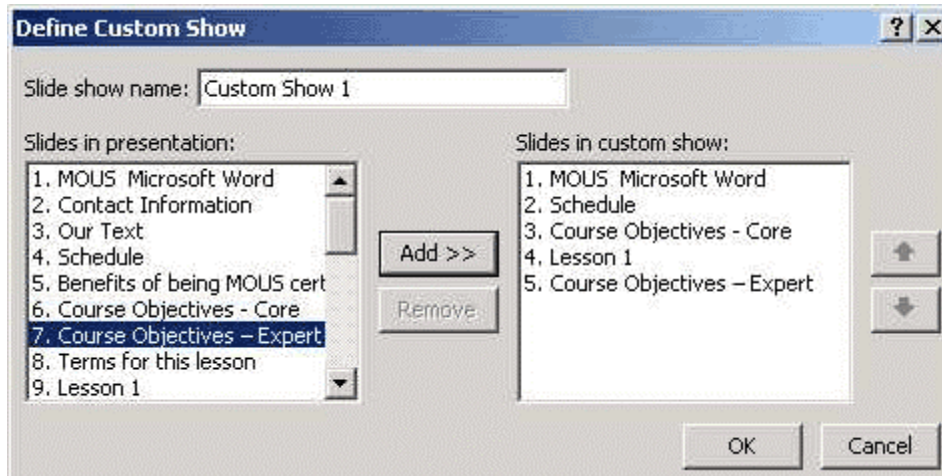 Define Custom Show
Slide show name: Custom Show 1
Slides in presentation:
1. MOUS  Microsoft Word
2. Contact Information
3. Our Text
4. Schedule
5. Benefits of being MOUS cert
6. Course Objectives - Core
7. Course Objectives – Expert
8. Terms for this lesson
9. Lesson 1
Add >>
Remove
Slides in custom show:
1. MOUS  Microsoft Word
2. Schedule
3. Course Objectives - Core
4. Lesson 1
5. Course Objectives – Expert
OK
Cancel